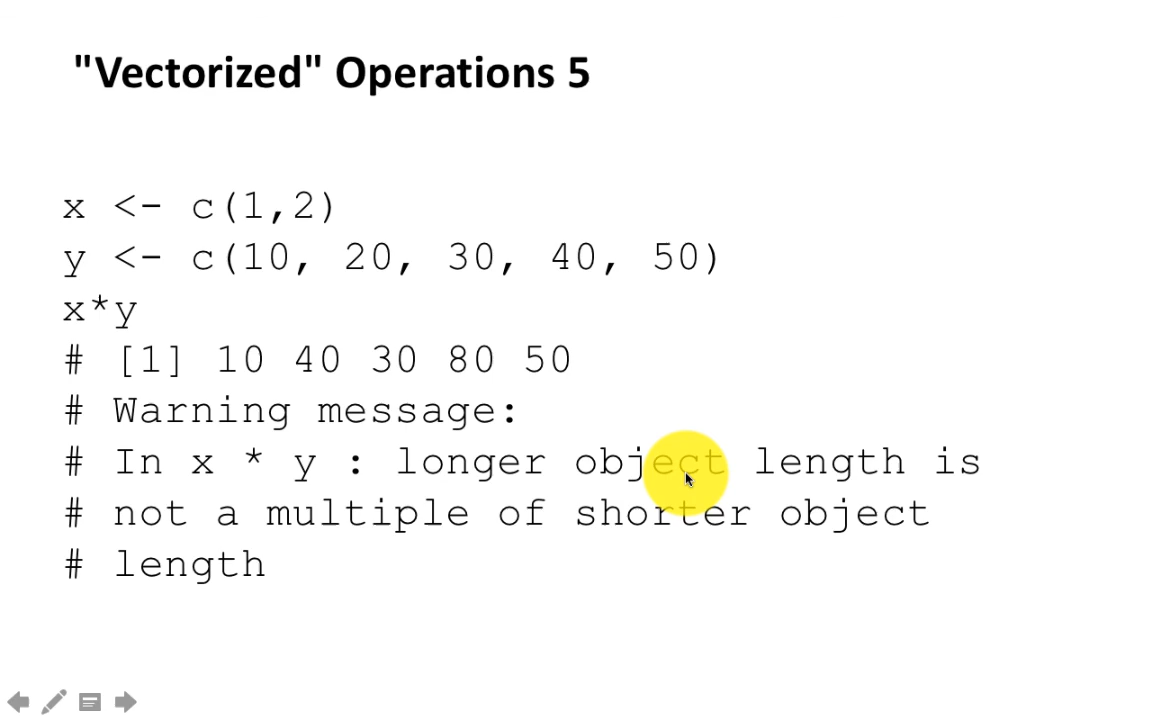 "Vectorized" Operations 5
x <- c(1,2)
y <- c(10, 20, 30, 40, 50)
x*y
# [1] 10 40 30 80 50
# Warning message:
# In x * y : longer object length is
# not a multiple of shorter object
# length